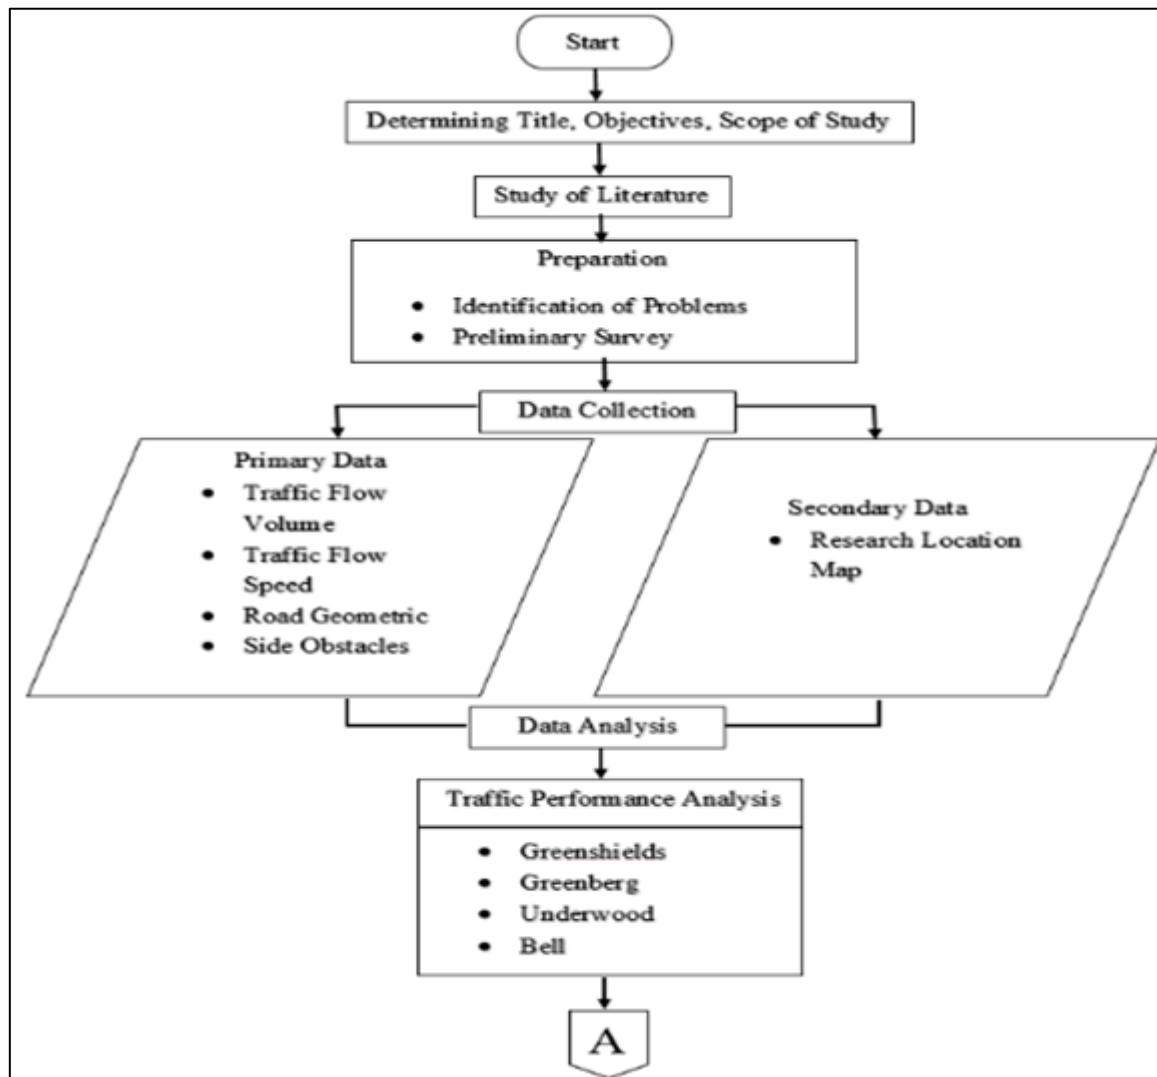 Start
Determining Title, Objectives, Scope of Study
Study of Literature
Preparation
• Identification of Problems
• Preliminary Survey
Data Collection
Primary Data
• Traffic Flow
Volume
• Traffic Flow
Speed
• Road Geometric
• Side Obstacles
Secondary Data
• Research Location
Map
Data Analysis
Traffic Performance Analysis
• Greenshields
• Greenberg
• Underwood
• Bell
A